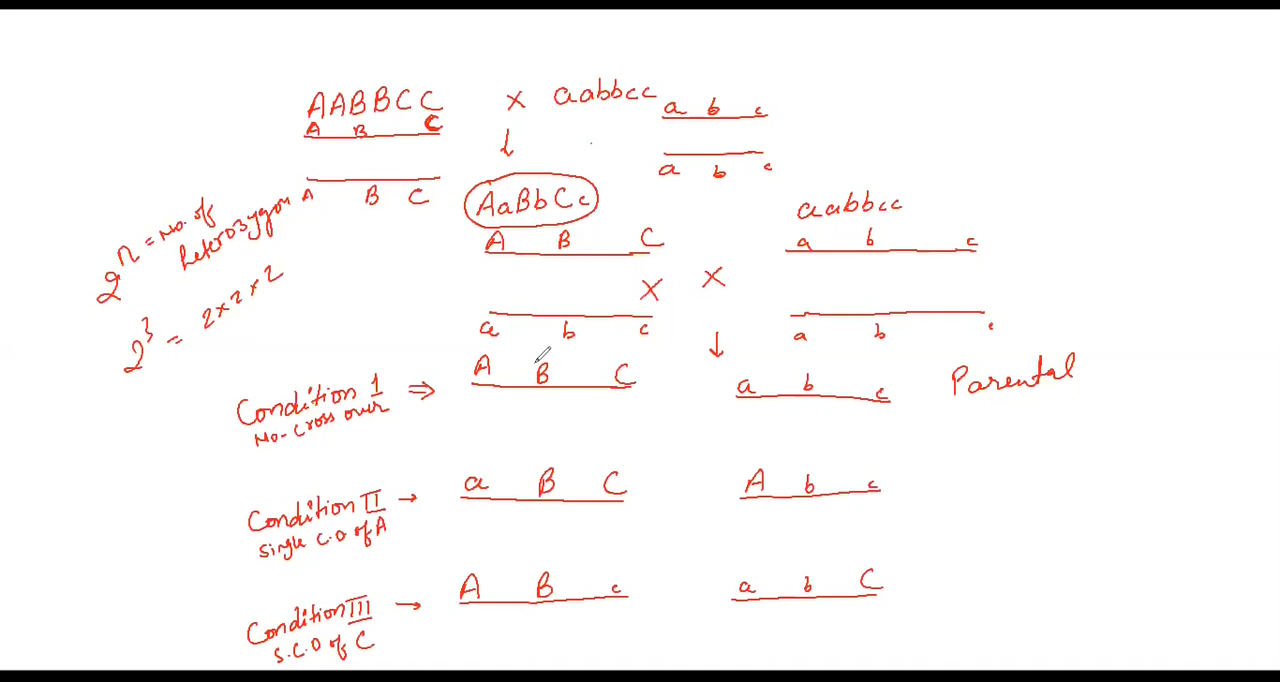 AABBCC × aabbcc
a b c
A B C
↓
a b c
A B C
AaBbCc
aabbcc
2^n = No. of heterozygon
A B C
a b c
× ×
2^3 = 2×2×2
a b c
a b c
↓
Condition 1 ⇒ A B C a b c Parental
No-Cross over
Condition II → a B C A b c
Single C.O of A
Condition III → A B c a b C
S.C.O of C